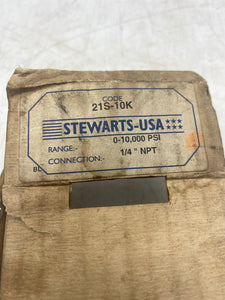 CODE
21S-10K
STEWARTS-USA
0-10,000 PSI
RANGE:-
1/4" NPT
CONNECTION:-